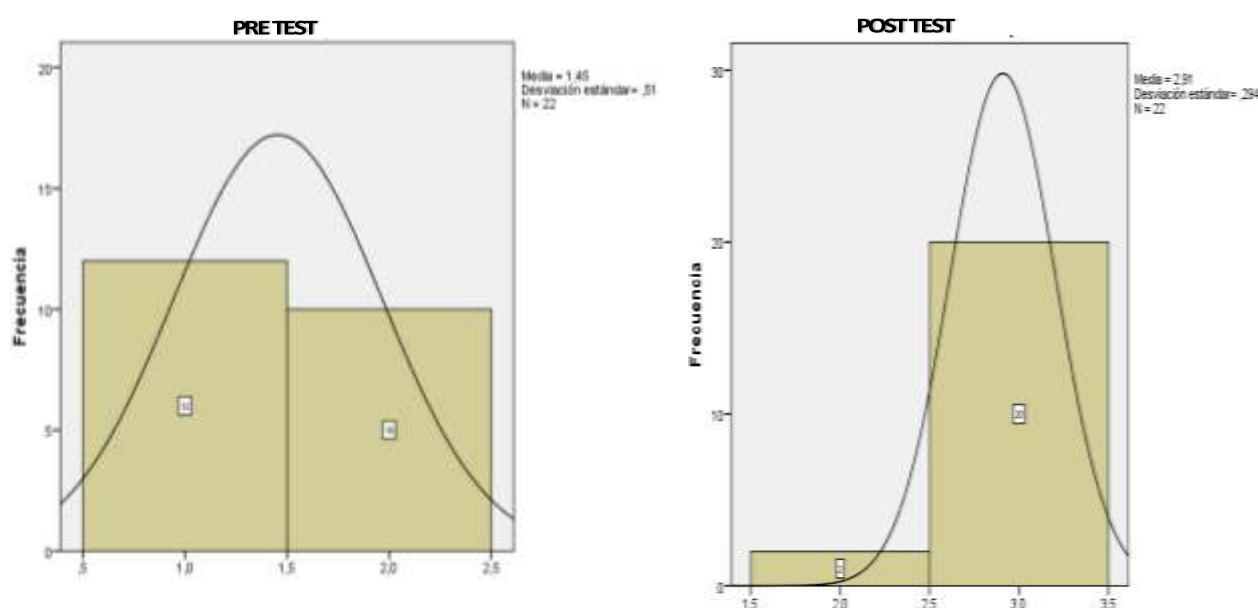 PRE TEST
Media = 1,45
Desviación estándar= ,51
N = 22
Frecuencia
20
15
10
5
0
,5
1,0
1,5
2,0
2,5
POST TEST
Media = 2,91
Desviación estándar= ,294
N = 22
Frecuencia
30
20
10
0
20
1,5
2,0
2,5
3,0
3,5